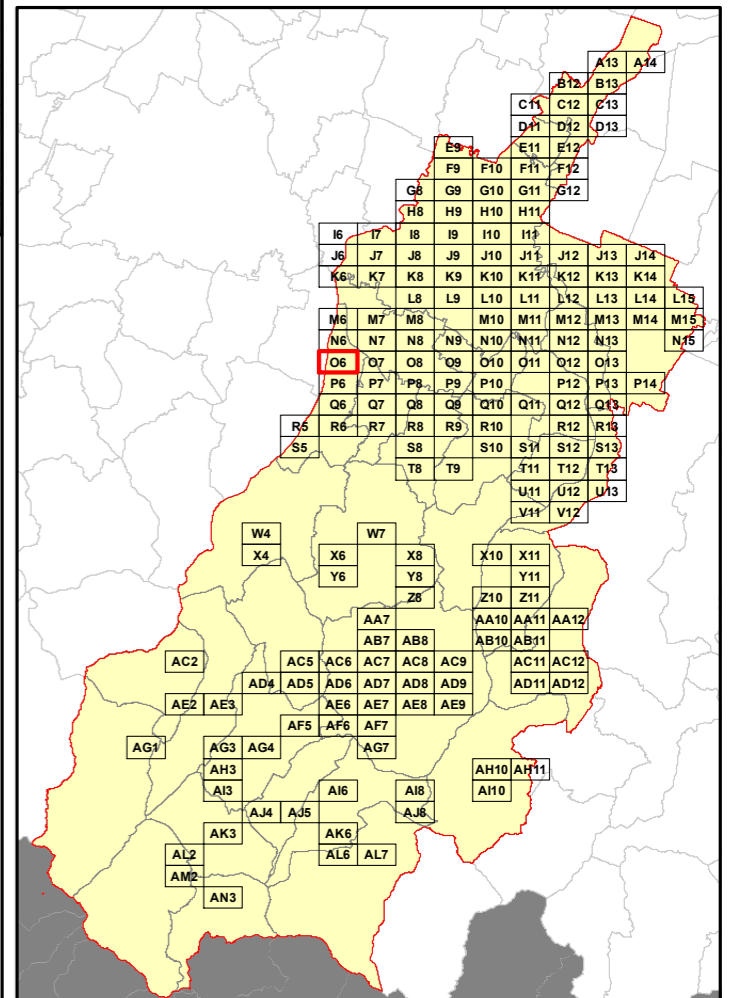 A13 A14
B12 B13
C11 C12 C13
D11 D12 D13
E9 E11 E12
F9 F10 F11 F12
G8 G9 G10 G11 G12
H8 H9 H10 H11
I6 I7 I8 I9 I10 I11
J6 J7 J8 J9 J10 J11 J12 J13 J14
K6 K7 K8 K9 K10 K11 K12 K13 K14
L8 L9 L10 L11 L12 L13 L14 L15
M6 M7 M8 M10 M11 M12 M13 M14 M15
N6 N7 N8 N9 N10 N11 N12 N13 N15
O6 O7 O8 O9 O10 O11 O12 O13
P6 P7 P8 P9 P10 P12 P13 P14
Q6 Q7 Q8 Q9 Q10 Q11 Q12 Q13
R5 R6 R7 R8 R9 R10 R12 R13
S5 S8 S10 S11 S12 S13
T8 T9 T11 T12 T13
U11 U12 U13
V11 V12
W4 W7
X4 X6 X8 X10 X11
Y6 Y8 Y11
Z8 Z10 Z11
AA7 AA10 AA11 AA12
AB7 AB8 AB10 AB11
AC2 AC5 AC6 AC7 AC8 AC9 AC11 AC12
AD4 AD5 AD6 AD7 AD8 AD9 AD11 AD12
AE2 AE3 AE6 AE7 AE8 AE9
AF5 AF6 AF7
AG1 AG3 AG4 AG7
AH3 AH10 AH11
AI3 AI6 AI8 AI10
AJ4 AJ5 AJ8
AK3 AK6
AL2 AL6 AL7
AM2
AN3